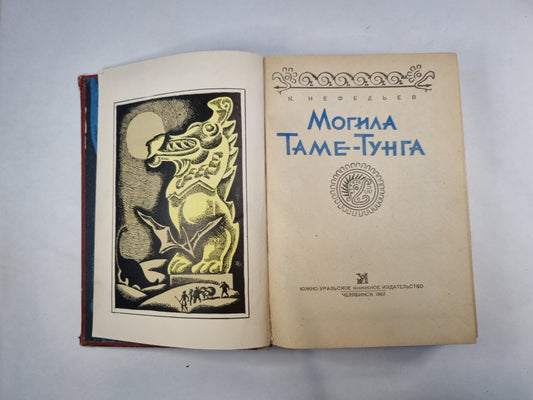 К. НЕФЕДЬЕВ
МОГИЛА
ТАМЕ-ТУНГА
ЮЖНО-УРАЛЬСКОЕ КНИЖНОЕ ИЗДАТЕЛЬСТВО
ЧЕЛЯБИНСК 1967